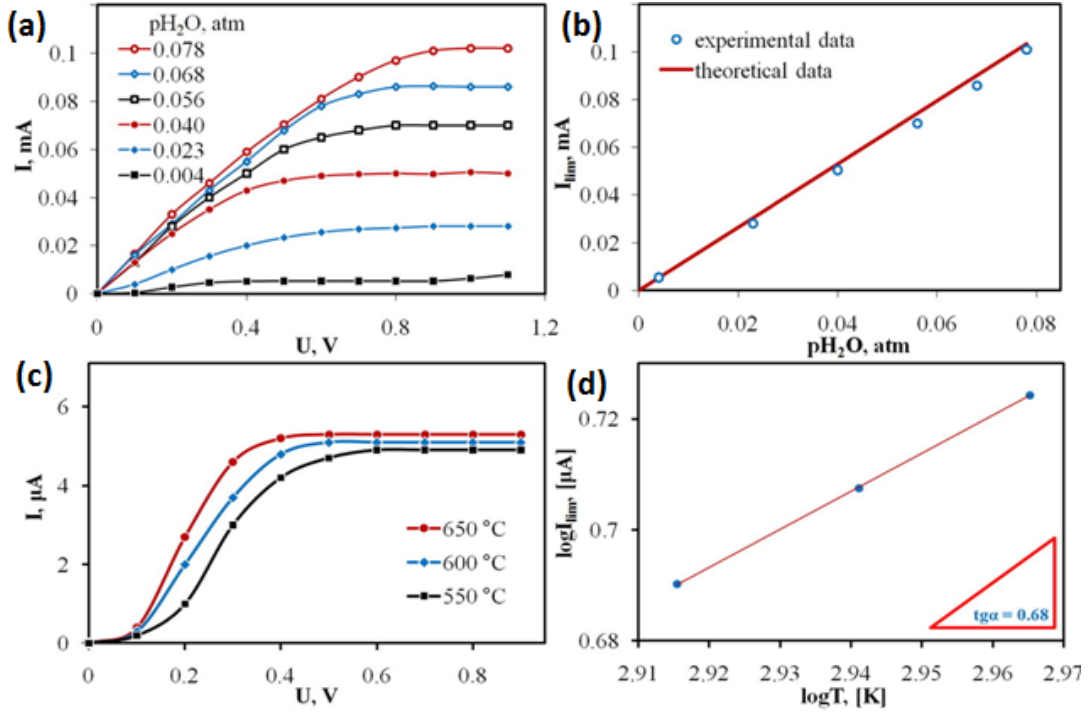 (a)
pH₂O, atm
0.078
0.068
0.056
0.040
0.023
0.004
0.1
0.08
0.06
0.04
0.02
0
I, mA
0 0.4 0.8 1.2
U, V
(b)
experimental data
theoretical data
0.1
0.08
0.06
0.04
0.02
0
I_lim, mA
0 0.02 0.04 0.06 0.08
pH₂O, atm
(c)
6
4
2
0
I, µA
650 °C
600 °C
550 °C
0 0.2 0.4 0.6 0.8
U, V
(d)
0.72
0.7
0.68
logI_lim, [µA]
tgα = 0.68
2,91 2,92 2,93 2,94 2,95 2,96 2,97
logT, [K]